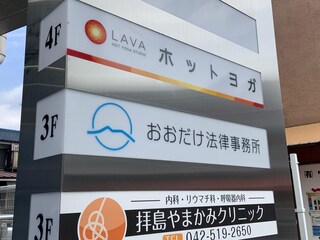 4F
LAVA
HOT YOGA STUDIO
ホットヨガ
3F
おおだけ法律事務所
3F
内科・リウマチ科・呼吸器内科
拝島やまかみクリニック
TEL 042-519-2650